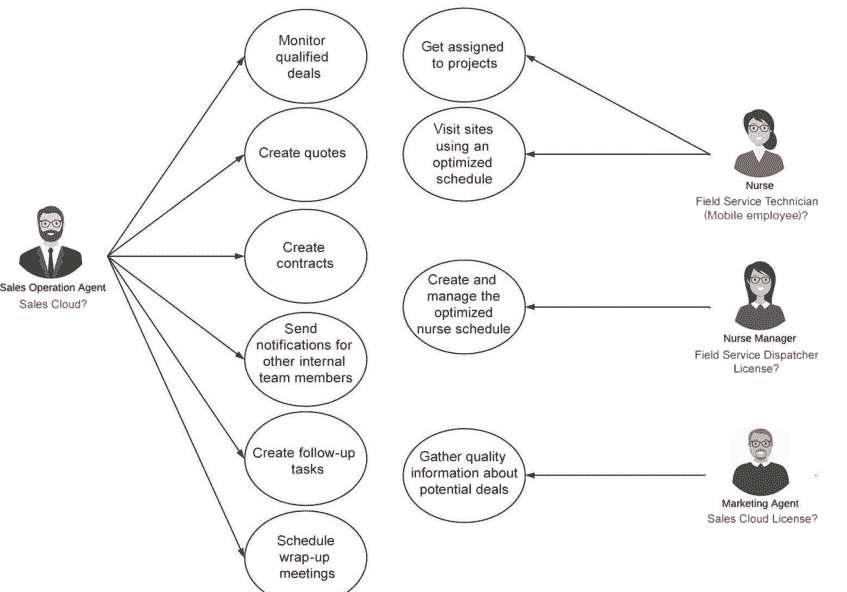 Monitor
qualified
deals
Create quotes
Create
contracts
Send
notifications for
other internal
team members
Create follow-up
tasks
Schedule
wrap-up
meetings
Sales Operation Agent
Sales Cloud?
Get assigned
to projects
Visit sites
using an
optimized
schedule
Create and
manage the
optimized
nurse schedule
Gather quality
information about
potential deals
Nurse
Field Service Technician
(Mobile employee)?
Nurse Manager
Field Service Dispatcher
License?
Marketing Agent
Sales Cloud License?